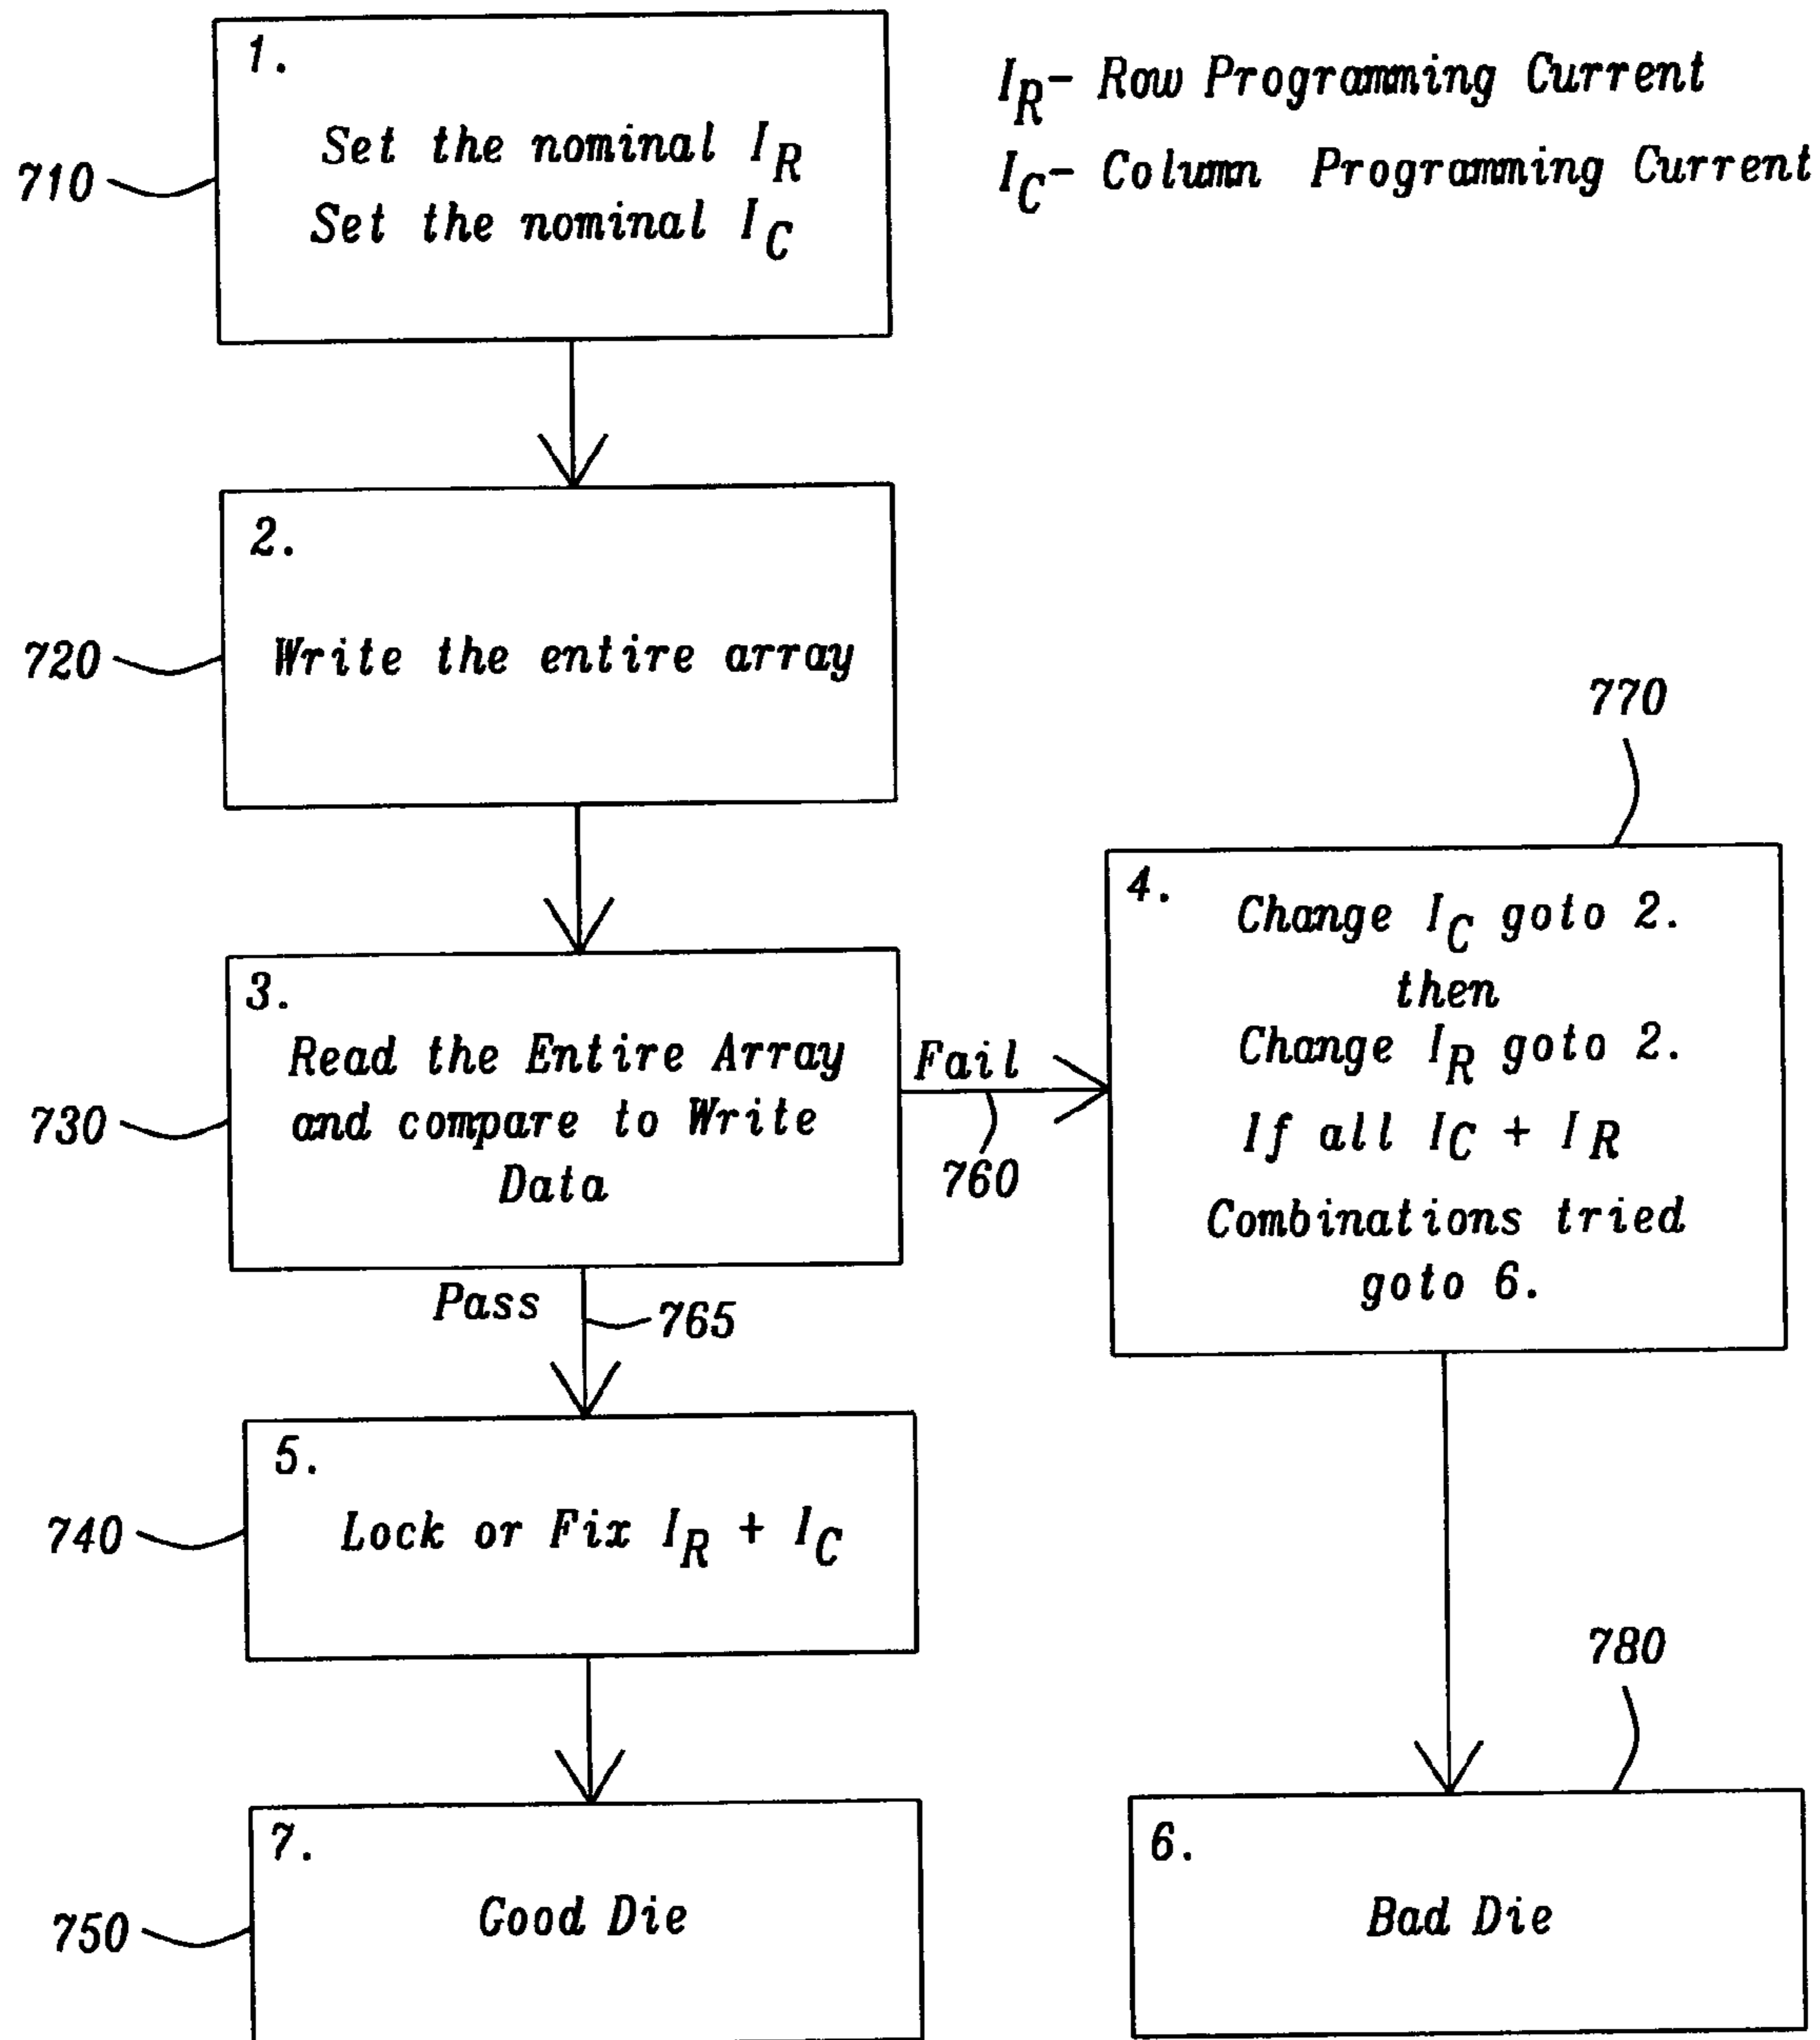 1.
Set the nominal I_R
Set the nominal I_C
710
I_R- Row Programming Current
I_C- Column Programming Current
2.
Write the entire array
720
3.
Read the Entire Array
and compare to Write
Data
730
Fail
760
770
4.
Change I_C goto 2.
then
Change I_R goto 2.
If all I_C + I_R
Combinations tried
goto 6.
Pass
765
5.
Lock or Fix I_R + I_C
740
7.
Good Die
750
780
6.
Bad Die